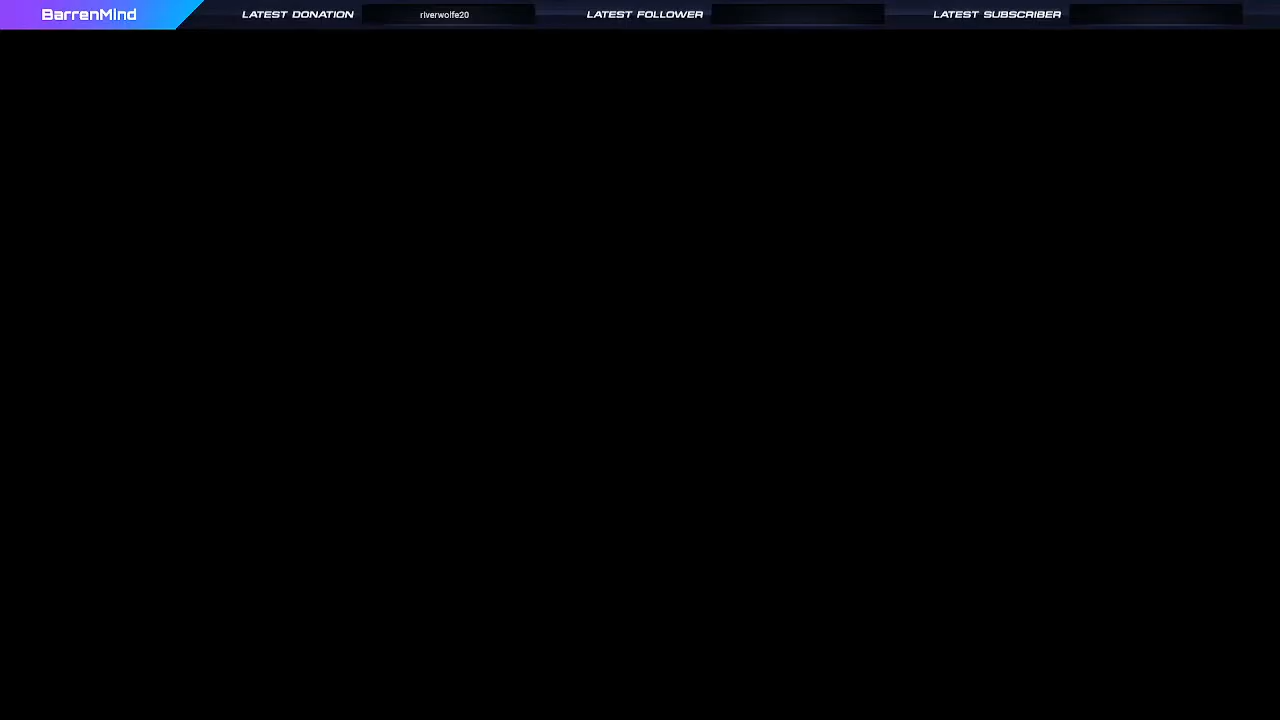 BarrenMind
LATEST DONATION
riverwolfe20
LATEST FOLLOWER
LATEST SUBSCRIBER